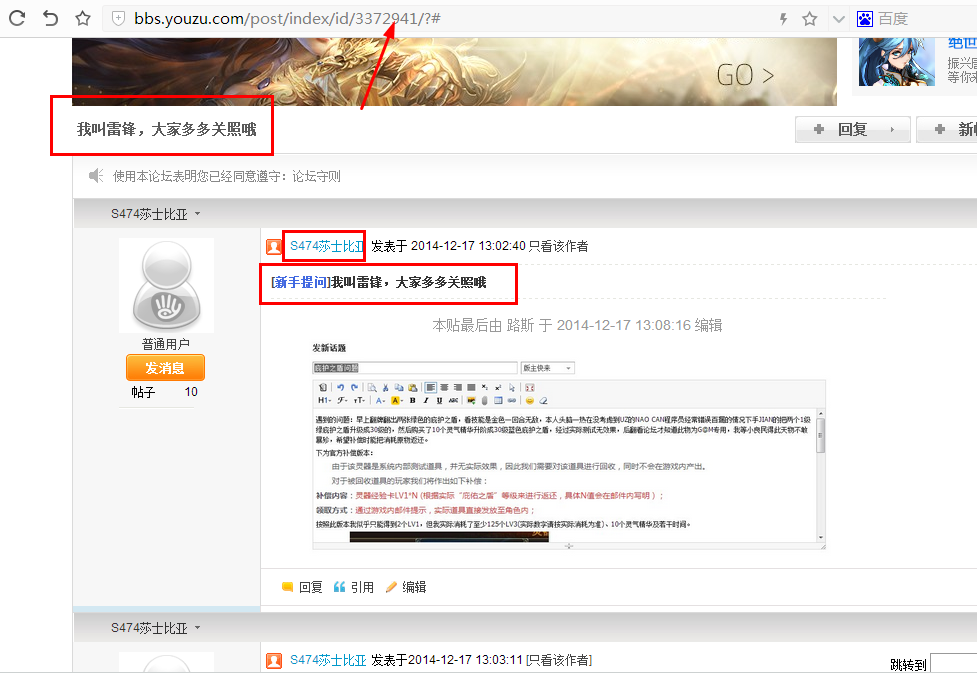 bbs.youzu.com/post/index/id/3372941/?#
百度
GO >
绝世
振兴唐
等你来
我叫雷锋，大家多多关照哦
回复
新帖
使用本论坛表明您已经同意遵守：论坛守则
S474莎士比亚
S474莎士比亚 发表于 2014-12-17 13:02:40 只看该作者
[新手提问]我叫雷锋，大家多多关照哦
本贴最后由 路斯 于 2014-12-17 13:08:16 编辑
普通用户
发消息
帖子 10
发新话题
庇护之盾问题
版主快来
遇到的问题：早上翻牌翻出两张绿色的庇护之盾，看技能是金色一回合无敌，本人头脑一热在没考虑到UZ的NAO CAN程序员经常错误百漏的情况下手JIAN的把两个1级
绿庇护之盾升级成30级的，然后购买了10个灵气精华升阶成30级蓝色庇护之盾，经过实际测试无效果，后翻看论坛才知道此物为G@M专用，我等小良民得此天物不敢
暴殄，希望补偿时能把消耗原物返还。
下为官方补偿版本：
由于该灵器是系统内部测试道具，并无实际效果，因此我们需要对该道具进行回收，同时不会在游戏内产出。
对于被回收道具的玩家我们将作出如下补偿：
补偿内容：灵器经验卡LV1*N (根据实际“庇佑之盾”等级来进行返还，具体N值会在邮件内写明)；
领取方式：通过游戏内邮件提示，实际道具直接发放至角色内；
按照此版本我似乎只能得到2个LV1，但我实际消耗了至少125个LV3(实际数字请按实际消耗为准)、10个灵气精华及若干时间。
回复 引用 编辑
S474莎士比亚
S474莎士比亚 发表于2014-12-17 13:03:11 [只看该作者]
跳转到